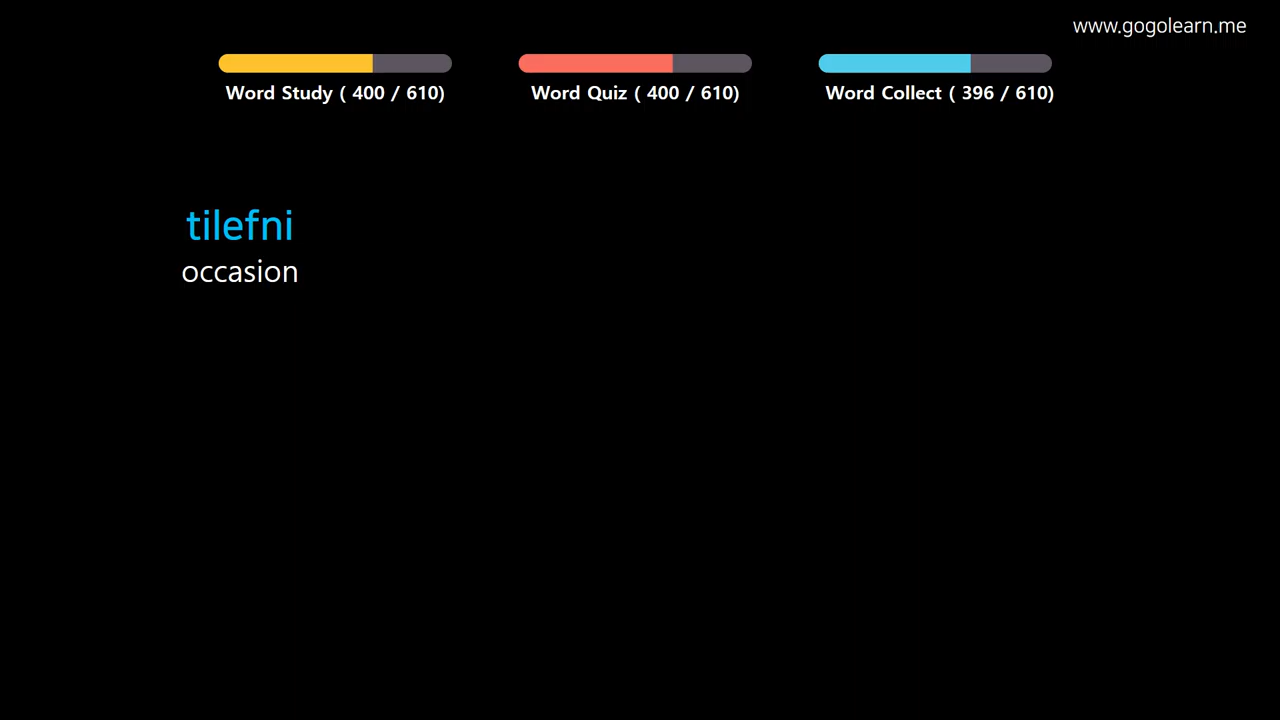 www.gogolearn.me
Word Study ( 400 / 610)
Word Quiz ( 400 / 610)
Word Collect ( 396 / 610)
tilefni
occasion